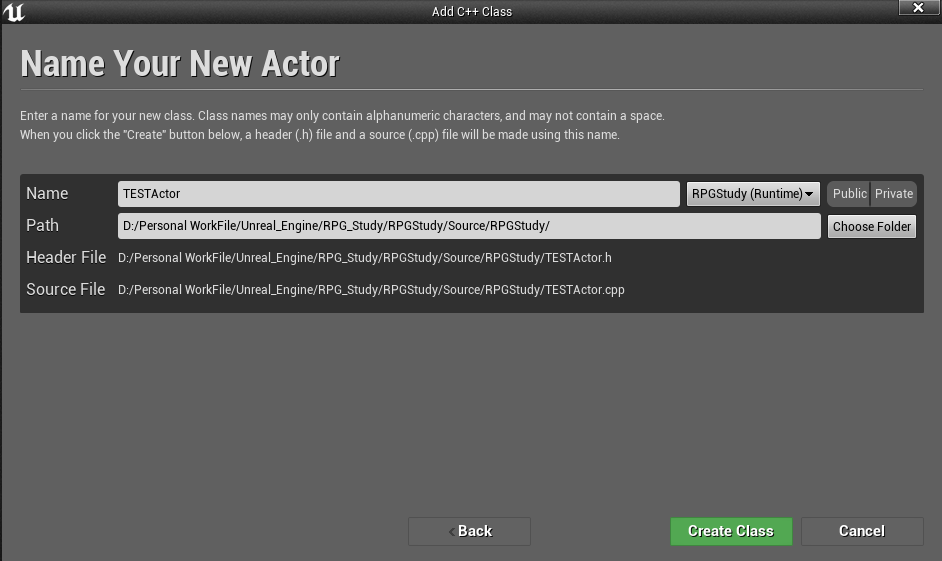 Add C++ Class
Name Your New Actor
Enter a name for your new class. Class names may only contain alphanumeric characters, and may not contain a space.
When you click the "Create" button below, a header (.h) file and a source (.cpp) file will be made using this name.
Name TESTActor RPGStudy (Runtime) Public Private
Path D:/Personal WorkFile/Unreal_Engine/RPG_Study/RPGStudy/Source/RPGStudy/ Choose Folder
Header File D:/Personal WorkFile/Unreal_Engine/RPG_Study/RPGStudy/Source/RPGStudy/TESTActor.h
Source File D:/Personal WorkFile/Unreal_Engine/RPG_Study/RPGStudy/Source/RPGStudy/TESTActor.cpp
Back Create Class Cancel